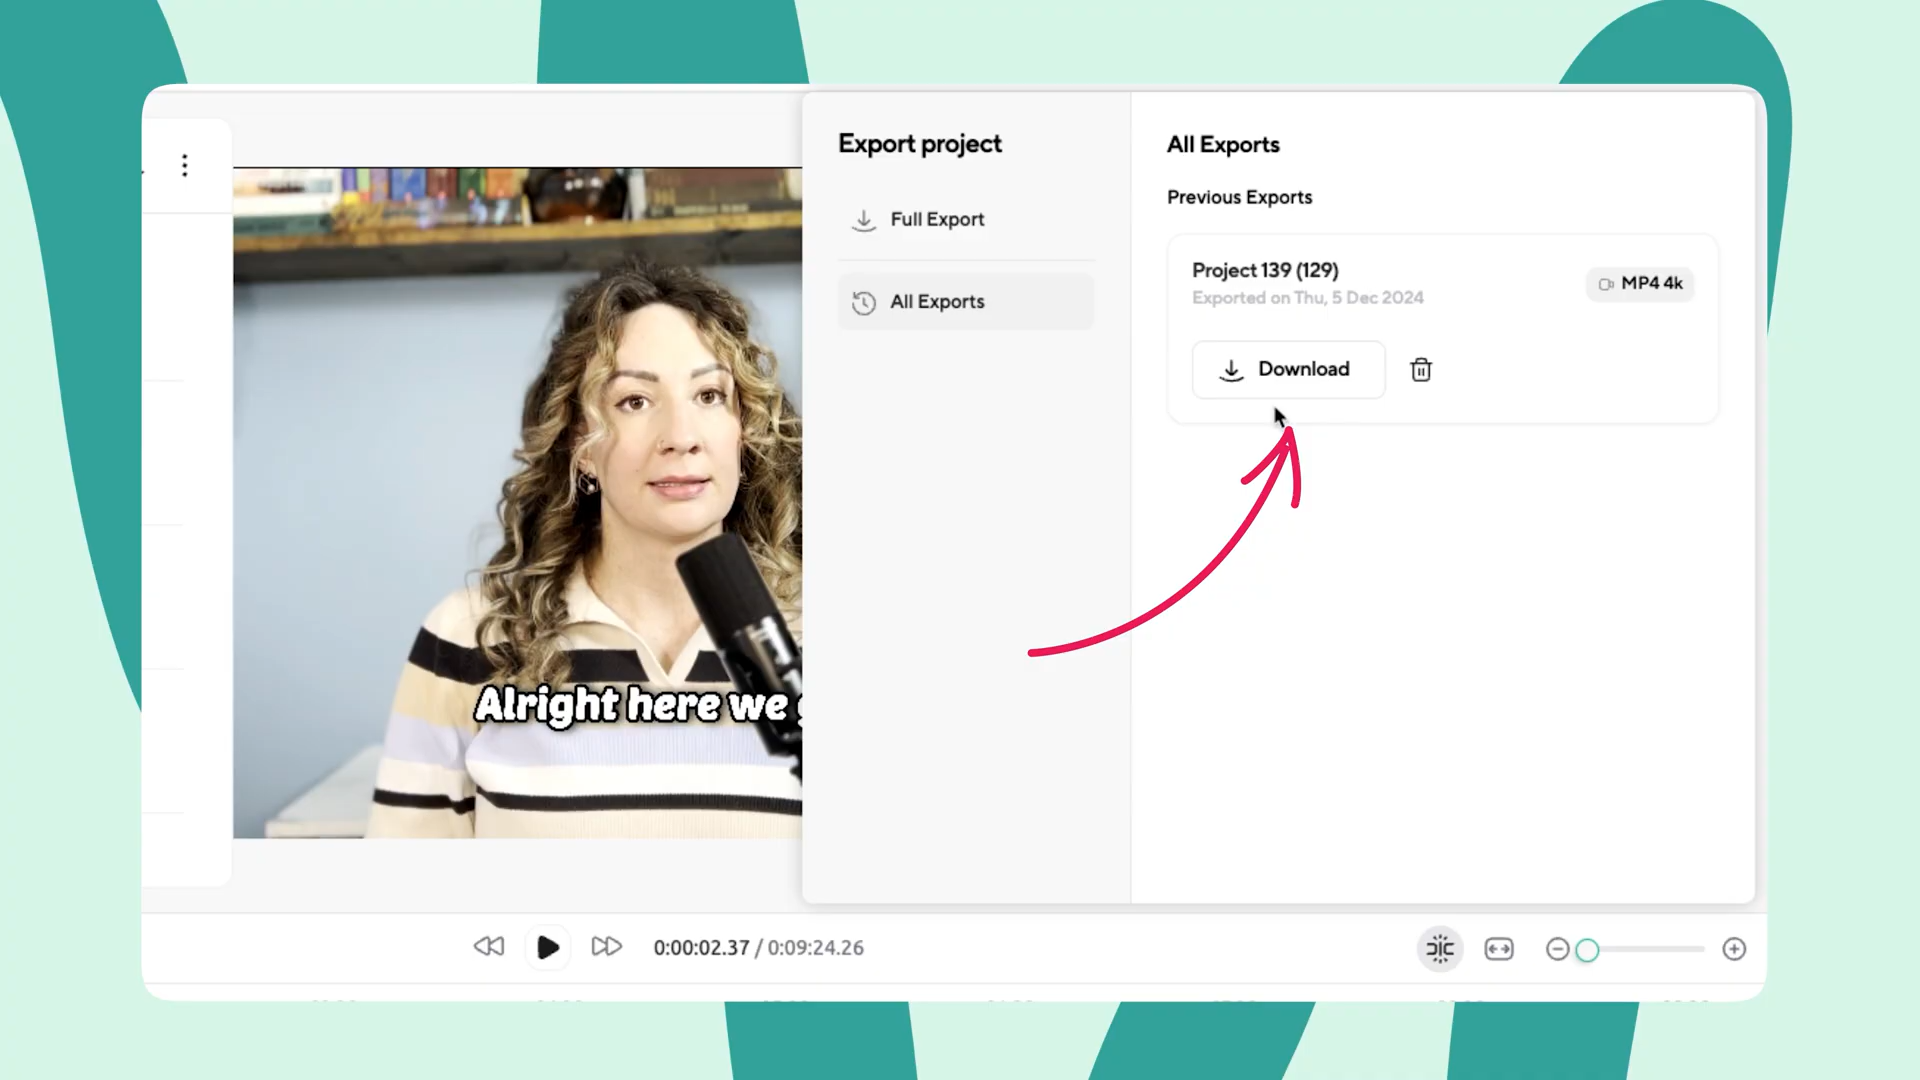 Export project
Full Export
All Exports
All Exports
Previous Exports
Project 139 (129)
Exported on Thu, 5 Dec 2024
MP4 4k
Download
Alright here we
0:00:02.37 / 0:09:24.26